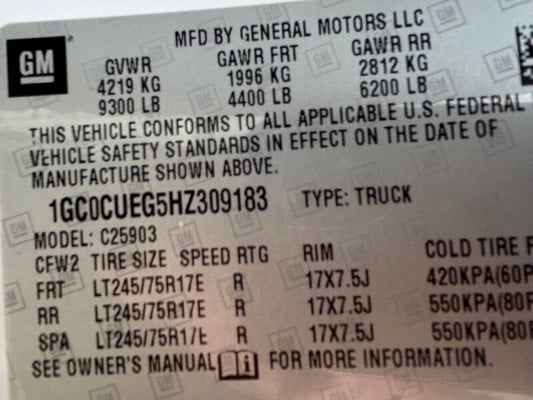 GM
MFD BY GENERAL MOTORS LLC
GVWR GAWR FRT GAWR RR
4219 KG 1996 KG 2812 KG
9300 LB 4400 LB 6200 LB
THIS VEHICLE CONFORMS TO ALL APPLICABLE U.S. FEDERAL
VEHICLE SAFETY STANDARDS IN EFFECT ON THE DATE OF
MANUFACTURE SHOWN ABOVE.
1GC0CUEG5HZ309183 TYPE: TRUCK
MODEL: C25903
CFW2 TIRE SIZE SPEED RTG RIM COLD TIRE P
FRT LT245/75R17E R 17X7.5J 420KPA(60P
RR LT245/75R17E R 17X7.5J 550KPA(80P
SPA LT245/75R17E R 17X7.5J 550KPA(80P
SEE OWNER'S MANUAL i FOR MORE INFORMATION.